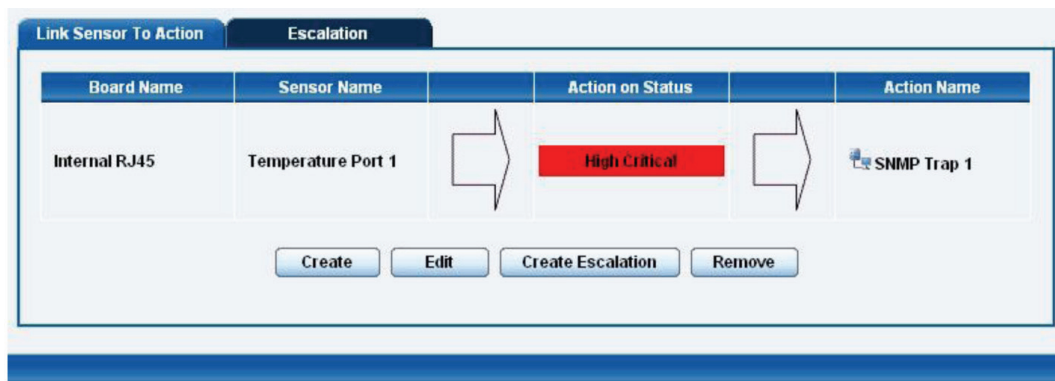 Link Sensor To Action Escalation
Board Name Sensor Name Action on Status Action Name
Internal RJ45 Temperature Port 1 High Critical SNMP Trap 1
Create Edit Create Escalation Remove